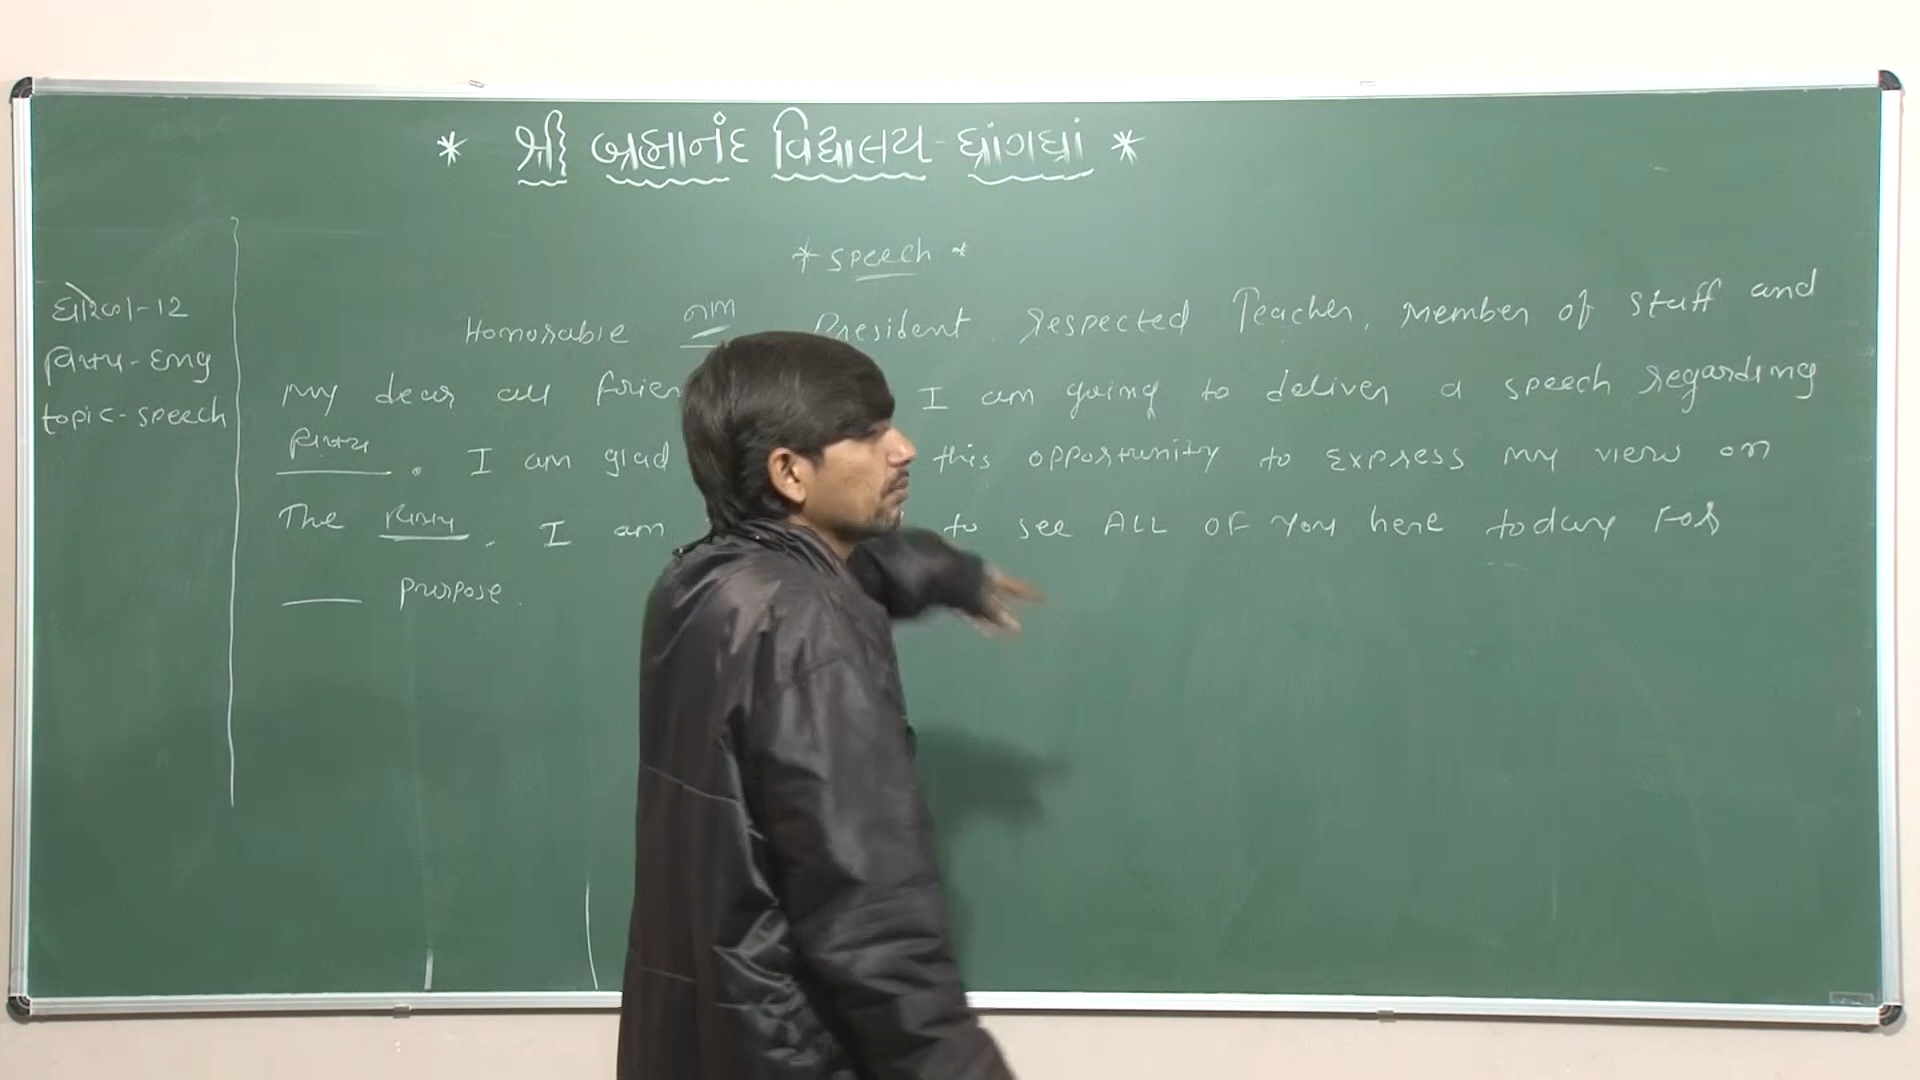 * શ્રી બ્રહ્માનંદ વિદ્યાલય - ધ્રાંગધ્રાં *
* speech *
ધોરણ-12
વિષય-Eng
topic-speech
Honorable નામ President, respected Teacher, Member of staff and
my dear all frien I am going to deliver a speech regarding
વિષય. I am glad this opportunity to Express my view on
The વિષય. I am to see ALL OF you here today For
___ purpose.